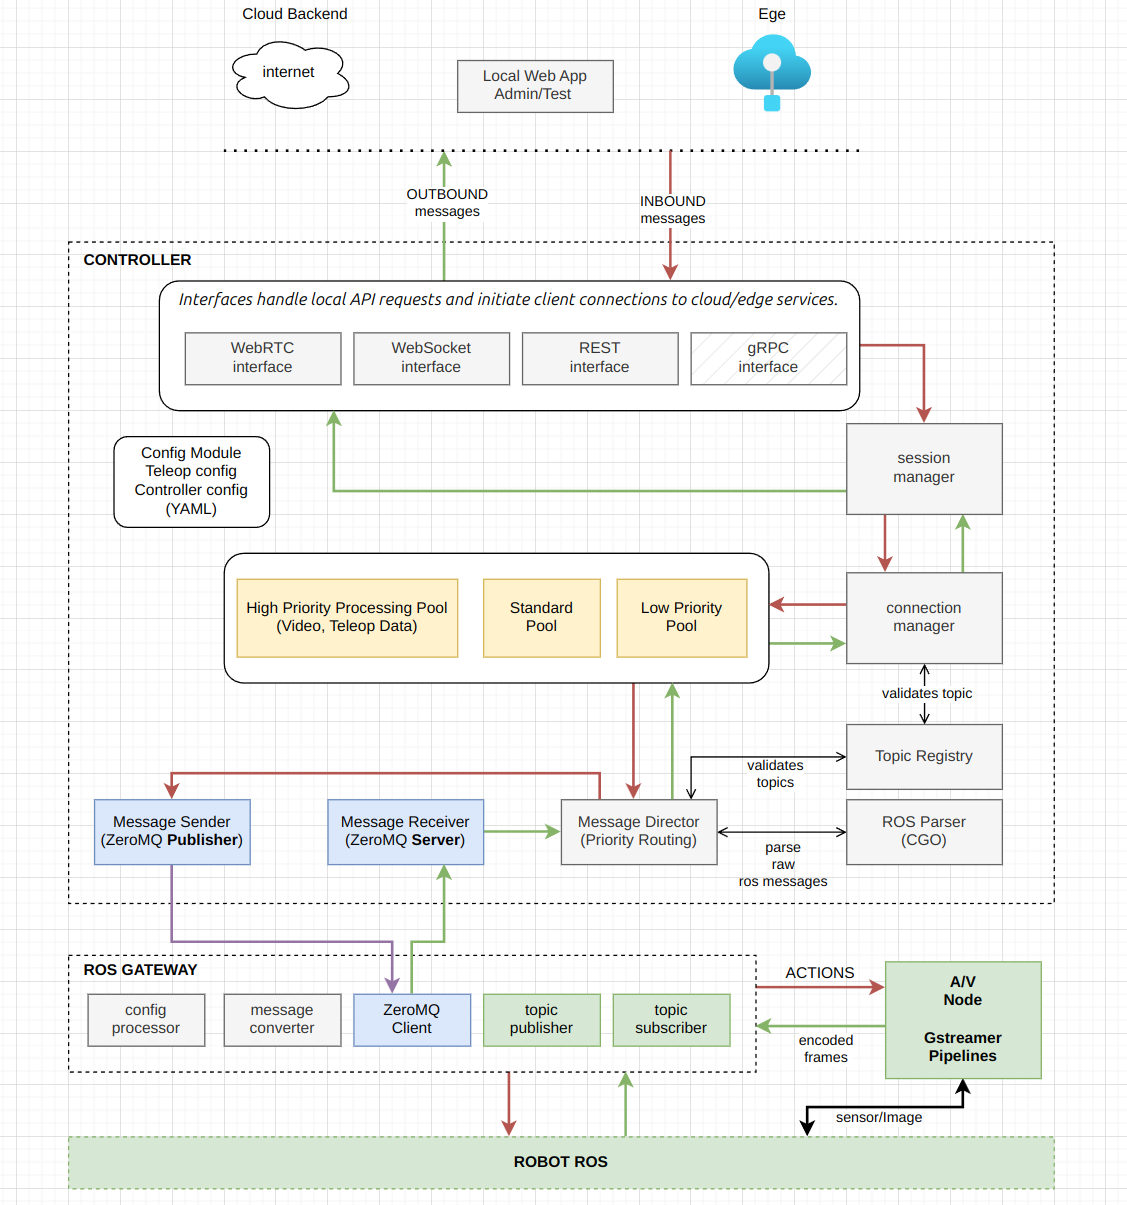 Cloud Backend
Ege
internet
Local Web App
Admin/Test
OUTBOUND
messages
INBOUND
messages
CONTROLLER
Interfaces handle local API requests and initiate client connections to cloud/edge services.
WebRTC
interface
WebSocket
interface
REST
interface
gRPC
interface
session
manager
Config Module
Teleop config
Controller config
(YAML)
High Priority Processing Pool
(Video, Teleop Data)
Standard
Pool
Low Priority
Pool
connection
manager
validates topic
Topic Registry
validates
topics
Message Sender
(ZeroMQ Publisher)
Message Receiver
(ZeroMQ Server)
Message Director
(Priority Routing)
ROS Parser
(CGO)
parse
raw
ros messages
ROS GATEWAY
config
processor
message
converter
ZeroMQ
Client
topic
publisher
topic
subscriber
ACTIONS
encoded
frames
A/V
Node
Gstreamer
Pipelines
sensor/Image
ROBOT ROS